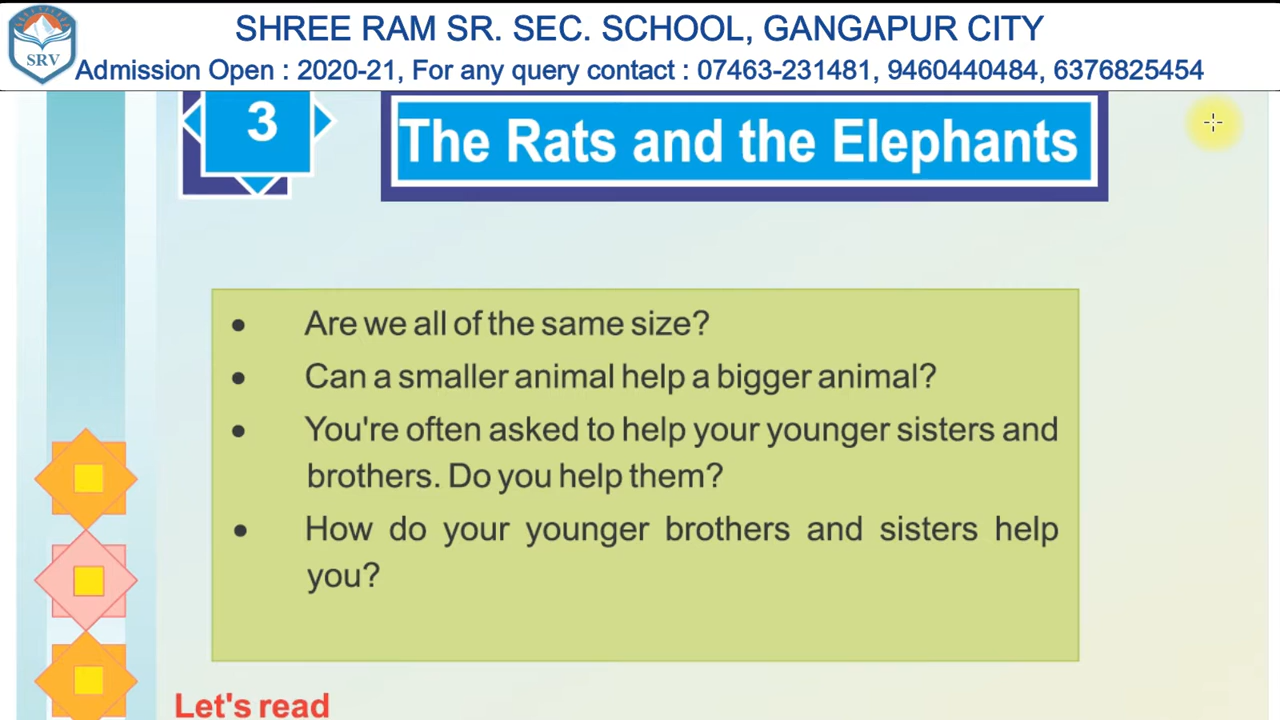 SHREE RAM SR. SEC. SCHOOL, GANGAPUR CITY
SRV
Admission Open : 2020-21, For any query contact : 07463-231481, 9460440484, 6376825454
3
The Rats and the Elephants
• Are we all of the same size?
• Can a smaller animal help a bigger animal?
• You're often asked to help your younger sisters and
brothers. Do you help them?
• How do your younger brothers and sisters help
you?
Let's read